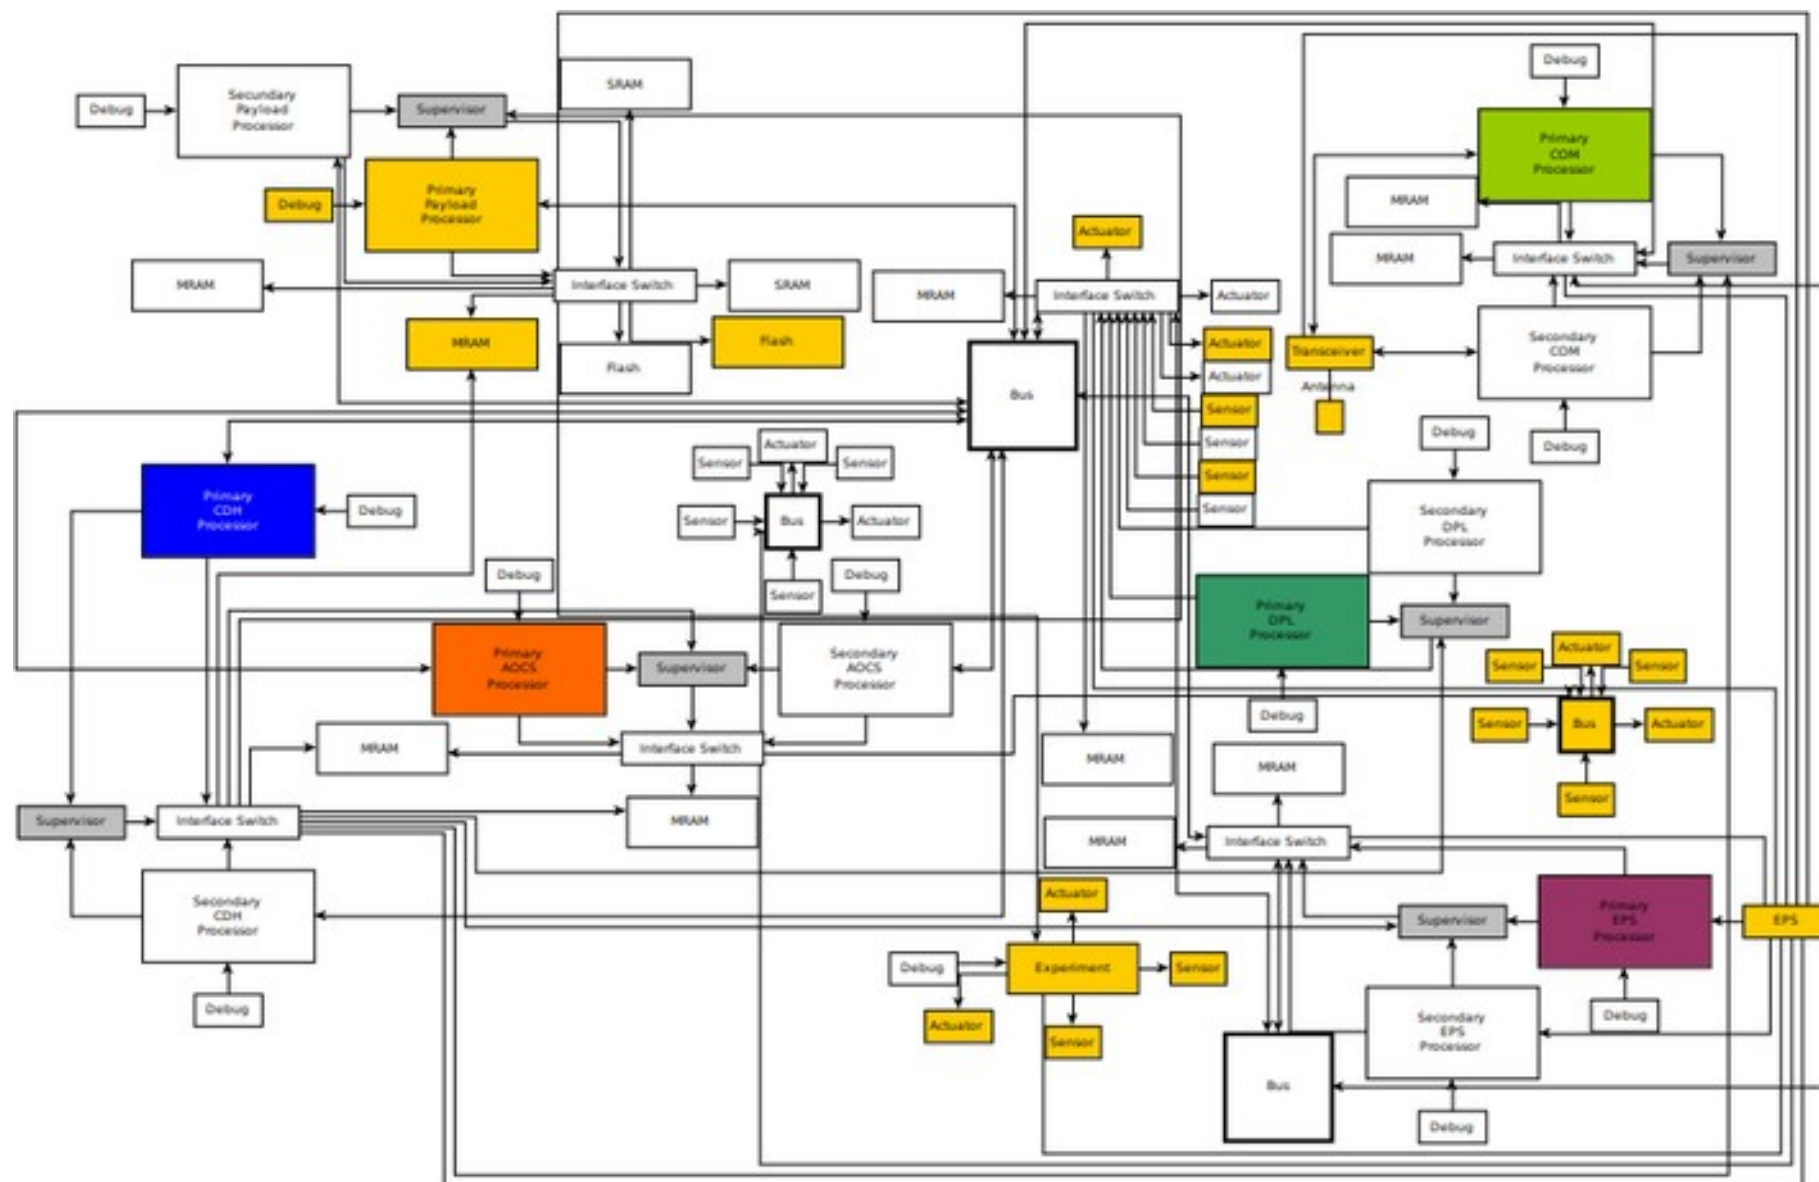 SRAM
Debug
Secundary
Payload
Processor
Supervisor
Debug
Primary
COM
Processor
Debug
Primary
Payload
Processor
MRAM
Actuator
MRAM
Interface Switch
SRAM
MRAM
Interface Switch
Actuator
MRAM
Interface Switch
Supervisor
MRAM
Flash
Flash
Actuator
Actuator
Transceiver
Antenna
Secondary
COM
Processor
Bus
Sensor
Sensor
Sensor
Sensor
Debug
Debug
Actuator
Sensor
Sensor
Sensor
Bus
Actuator
Sensor
Primary
CDH
Processor
Debug
Debug
Debug
Secondary
DPL
Processor
Primary
DPL
Processor
Supervisor
Debug
Primary
AOCS
Processor
Supervisor
Secondary
AOCS
Processor
Actuator
Sensor
Sensor
Sensor
Bus
Actuator
Sensor
MRAM
Interface Switch
MRAM
MRAM
MRAM
MRAM
Interface Switch
Supervisor
Interface Switch
Secondary
CDH
Processor
Debug
Actuator
Debug
Experiment
Sensor
Actuator
Sensor
Supervisor
Primary
EPS
Processor
EPS
Debug
Secondary
EPS
Processor
Bus
Debug